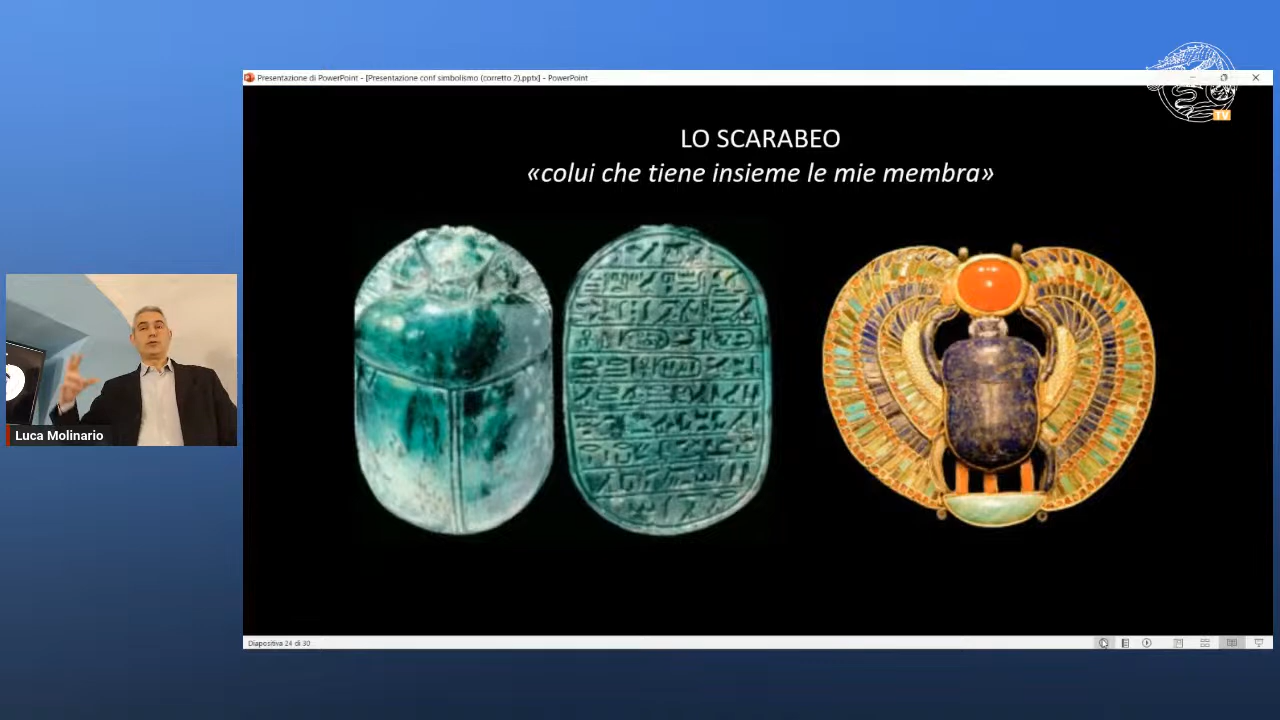 Presentazione di PowerPoint - [Presentazione conf simbolismo (corretto 2).pptx] - PowerPoint
TV
LO SCARABEO
«colui che tiene insieme le mie membra»
Luca Molinario
Diapositiva 24 di 30